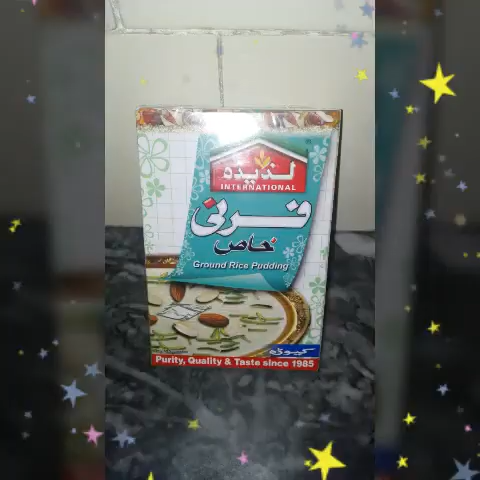 لذیذہ
INTERNATIONAL
فرنی
خاص
Ground Rice Pudding
کیوڑہ
Purity, Quality & Taste since 1985